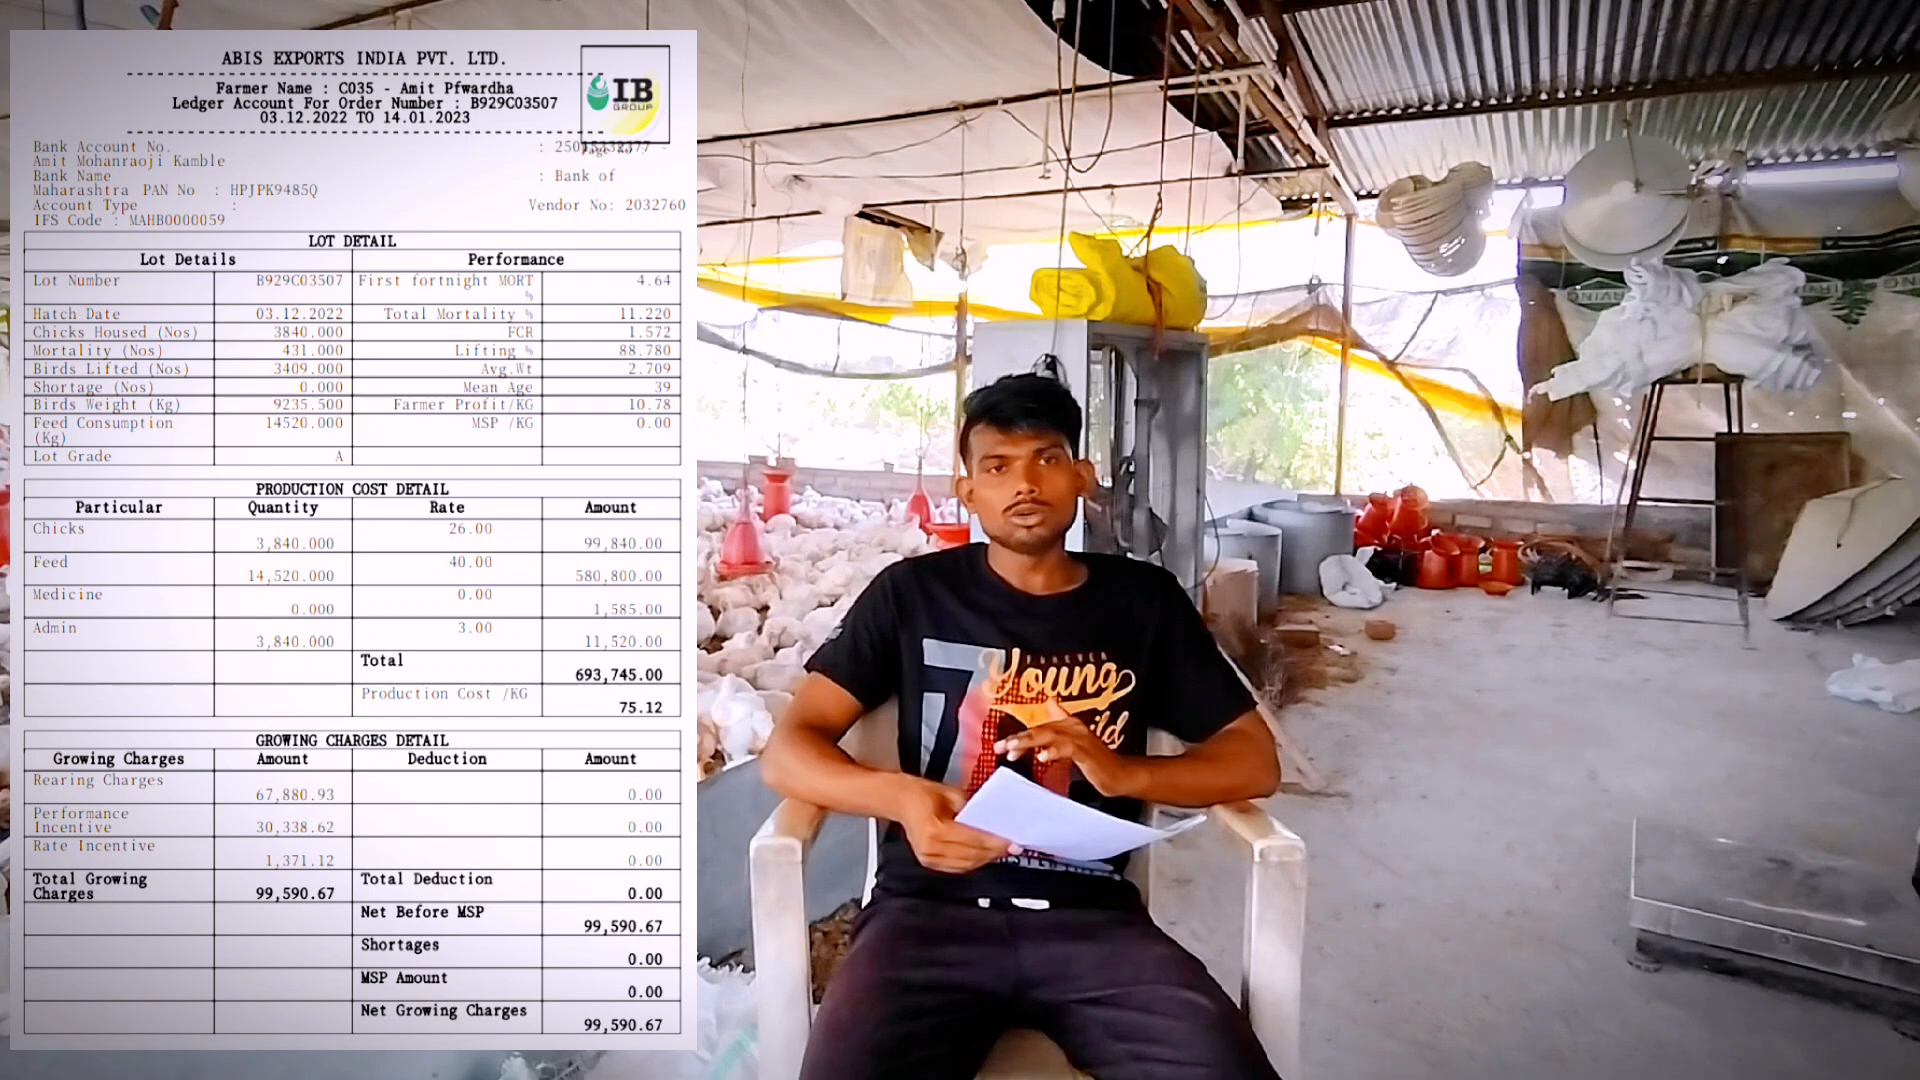 ABIS EXPORTS INDIA PVT. LTD.
IB
GROUP
Farmer Name : C035 - Amit Pfwardha
Ledger Account For Order Number : B929C03507
03.12.2022 TO 14.01.2023
Bank Account No.
Amit Mohanraoji Kamble
Bank Name : Bank of
Maharashtra PAN No : HPJPK9485Q
Account Type : Vendor No: 2032760
IFS Code : MAHB0000059
LOT DETAIL
Lot Details Performance
Lot Number B929C03507 First fortnight MORT % 4.64
Hatch Date 03.12.2022 Total Mortality % 11.220
Chicks Housed (Nos) 3840.000 FCR 1.572
Mortality (Nos) 431.000 Lifting % 88.780
Birds Lifted (Nos) 3409.000 Avg.Wt 2.709
Shortage (Nos) 0.000 Mean Age 39
Birds Weight (Kg) 9235.500 Farmer Profit/KG 10.78
Feed Consumption (Kg) 14520.000 MSP /KG 0.00
Lot Grade A
PRODUCTION COST DETAIL
Particular Quantity Rate Amount
Chicks 3,840.000 26.00 99,840.00
Feed 14,520.000 40.00 580,800.00
Medicine 0.000 0.00 1,585.00
Admin 3,840.000 3.00 11,520.00
Total 693,745.00
Production Cost /KG 75.12
GROWING CHARGES DETAIL
Growing Charges Amount Deduction Amount
Rearing Charges 67,880.93 0.00
Performance Incentive 30,338.62 0.00
Rate Incentive 1,371.12 0.00
Total Growing Charges 99,590.67 Total Deduction 0.00
Net Before MSP 99,590.67
Shortages 0.00
MSP Amount 0.00
Net Growing Charges 99,590.67
FOREVER
Young